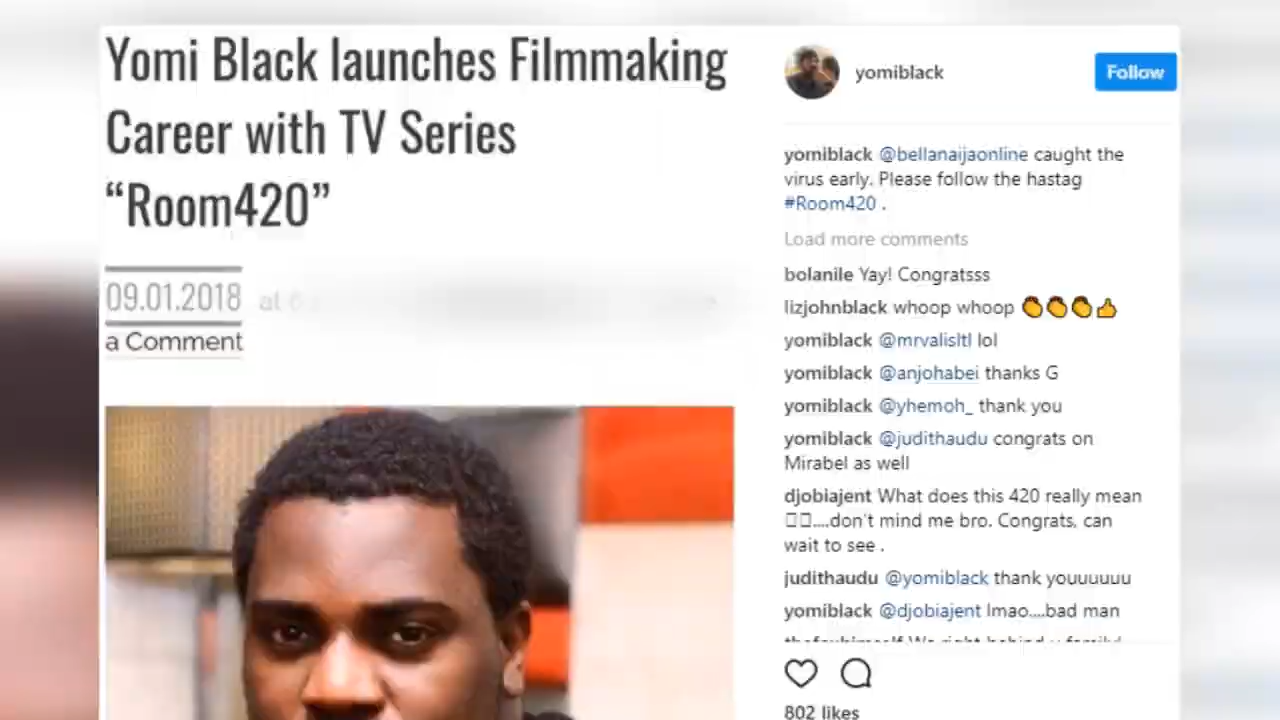 Yomi Black launches Filmmaking
Career with TV Series
“Room420”
09.01.2018 at 6
a Comment
yomiblack
Follow
yomiblack @bellanaijaonline caught the
virus early. Please follow the hastag
#Room420 .
Load more comments
bolanile Yay! Congratsss
lizjohnblack whoop whoop 👏👏👏👍
yomiblack @mrvalisltl lol
yomiblack @anjohabei thanks G
yomiblack @yhemoh_ thank you
yomiblack @judithaudu congrats on
Mirabel as well
djobiajent What does this 420 really mean
....don't mind me bro. Congrats, can
wait to see .
judithaudu @yomiblack thank youuuuuu
yomiblack @djobiajent lmao....bad man
802 likes